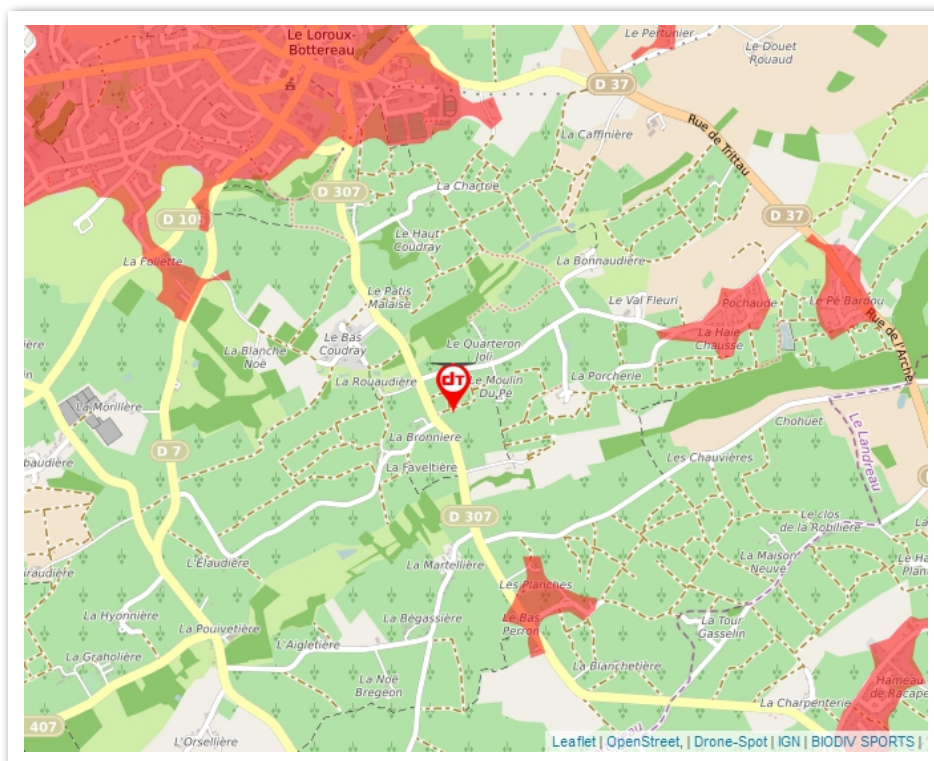 Le Loroux-
Bottereau
Le Pertunier
Le Douet
Rouaud
D 37
Rue de Trittau
La Caffinière
D 307
La Chartrie
D 105
D 37
Le Haut
Coudray
La Foliette
La Bonnaudière
Le Patis
Malaise
Le Val Fleuri
Pochaude
Le Pé Bardou
Le Bas
Coudray
La Haie
Chausse
Rue de l'Arche
La Blanche
Noë
Le Quarteron
Joli
La Rouaudière
dT
Le Moulin
Du Pé
La Porcherie
La Morillère
Chohuet
La Bronniere
Le Landreau
D 7
La Faveltière
Les Chauvières
D 307
Le clos
de la Robilière
L'Élaudière
La Martellière
La Maison
Neuve
Les Planches
La Hyonnière
La Pouivetière
La Bégassière
Le Bas
Perron
La Tour
Gasselin
L'Aigletière
La Graholière
La Noë
Bregeon
La Blanchetière
Hameau
de Racape
La Charpenterie
407
L'Orsellière
Leaflet | OpenStreet, | Drone-Spot | IGN | BIODIV SPORTS |